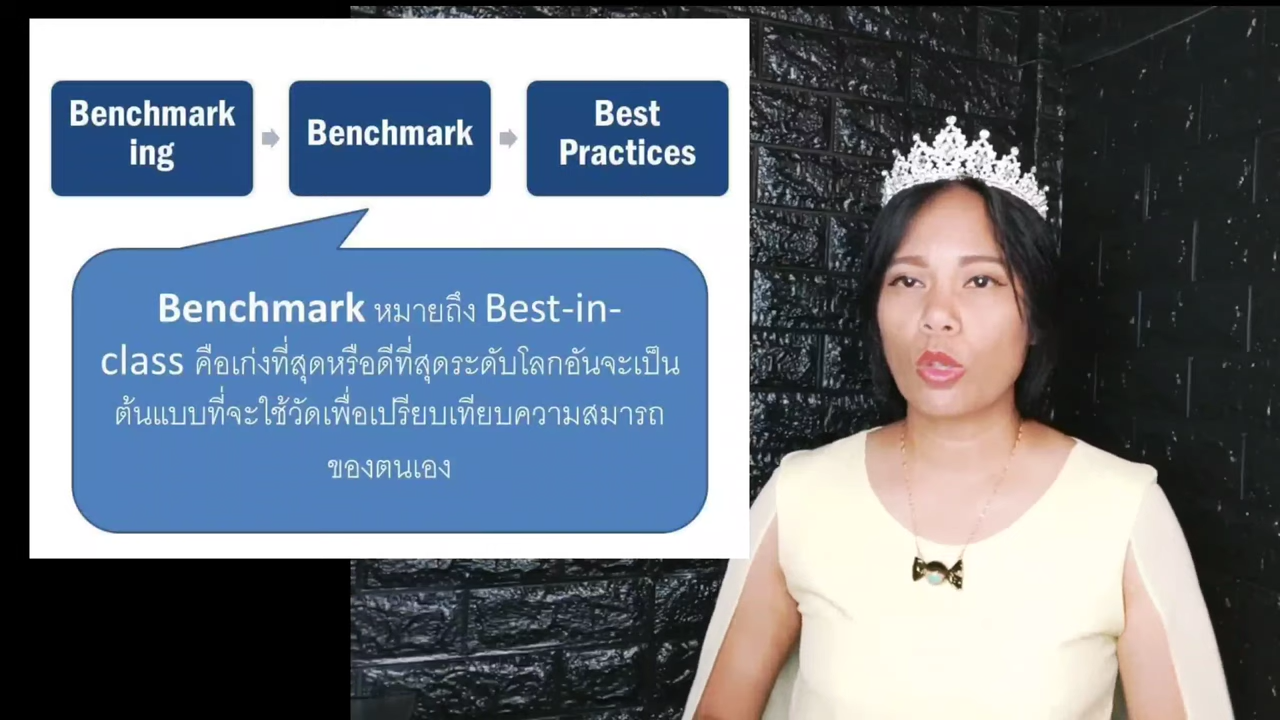 Benchmark
ing
Benchmark
Best
Practices
Benchmark หมายถึง Best-in-
class คือเก่งที่สุดหรือดีที่สุดระดับโลกอันจะเป็น
ต้นแบบที่จะใช้วัดเพื่อเปรียบเทียบความสมารถ
ของตนเอง